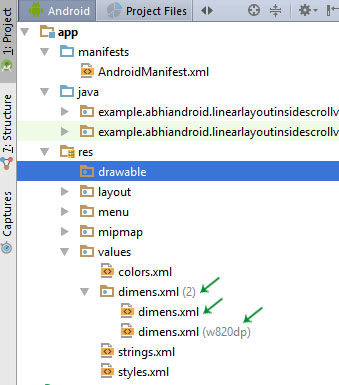 Android
Project Files
1: Project
7: Structure
Captures
app
manifests
AndroidManifest.xml
java
example.abhiandroid.linearlayoutinsidescrollv
example.abhiandroid.linearlayoutinsidescrollv
res
drawable
layout
menu
mipmap
values
colors.xml
dimens.xml (2)
dimens.xml
dimens.xml (w820dp)
strings.xml
styles.xml